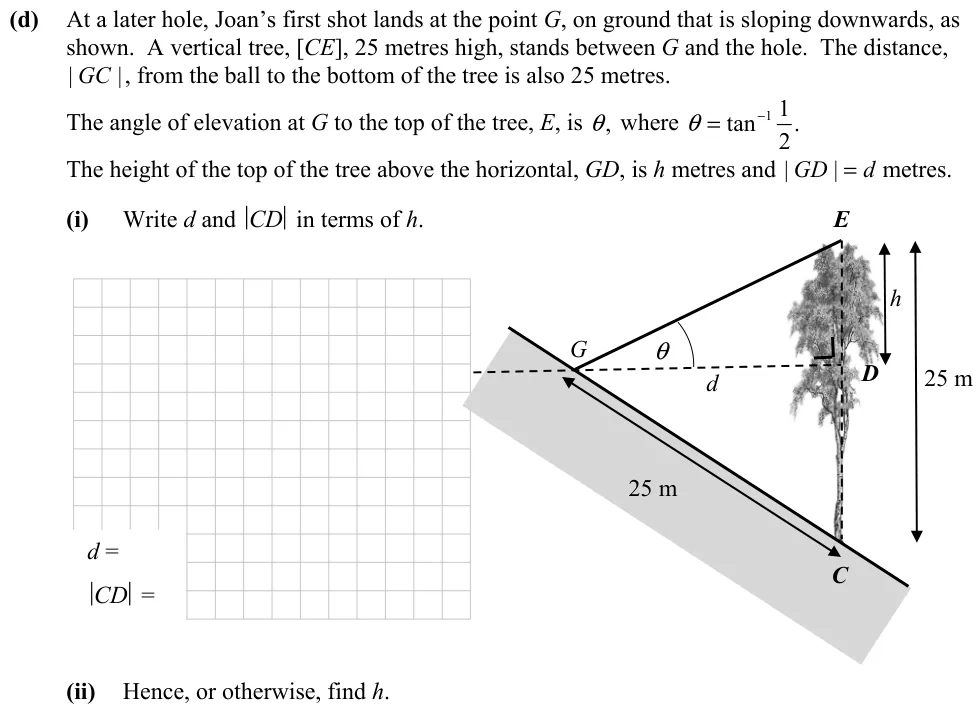 (d) At a later hole, Joan’s first shot lands at the point G, on ground that is sloping downwards, as
shown. A vertical tree, [CE], 25 metres high, stands between G and the hole. The distance,
| GC |, from the ball to the bottom of the tree is also 25 metres.
The angle of elevation at G to the top of the tree, E, is θ, where θ = tan⁻¹ 1/2.
The height of the top of the tree above the horizontal, GD, is h metres and | GD | = d metres.
(i) Write d and |CD| in terms of h.
E
h
G
θ
d
D
25 m
25 m
C
d =
|CD| =
(ii) Hence, or otherwise, find h.